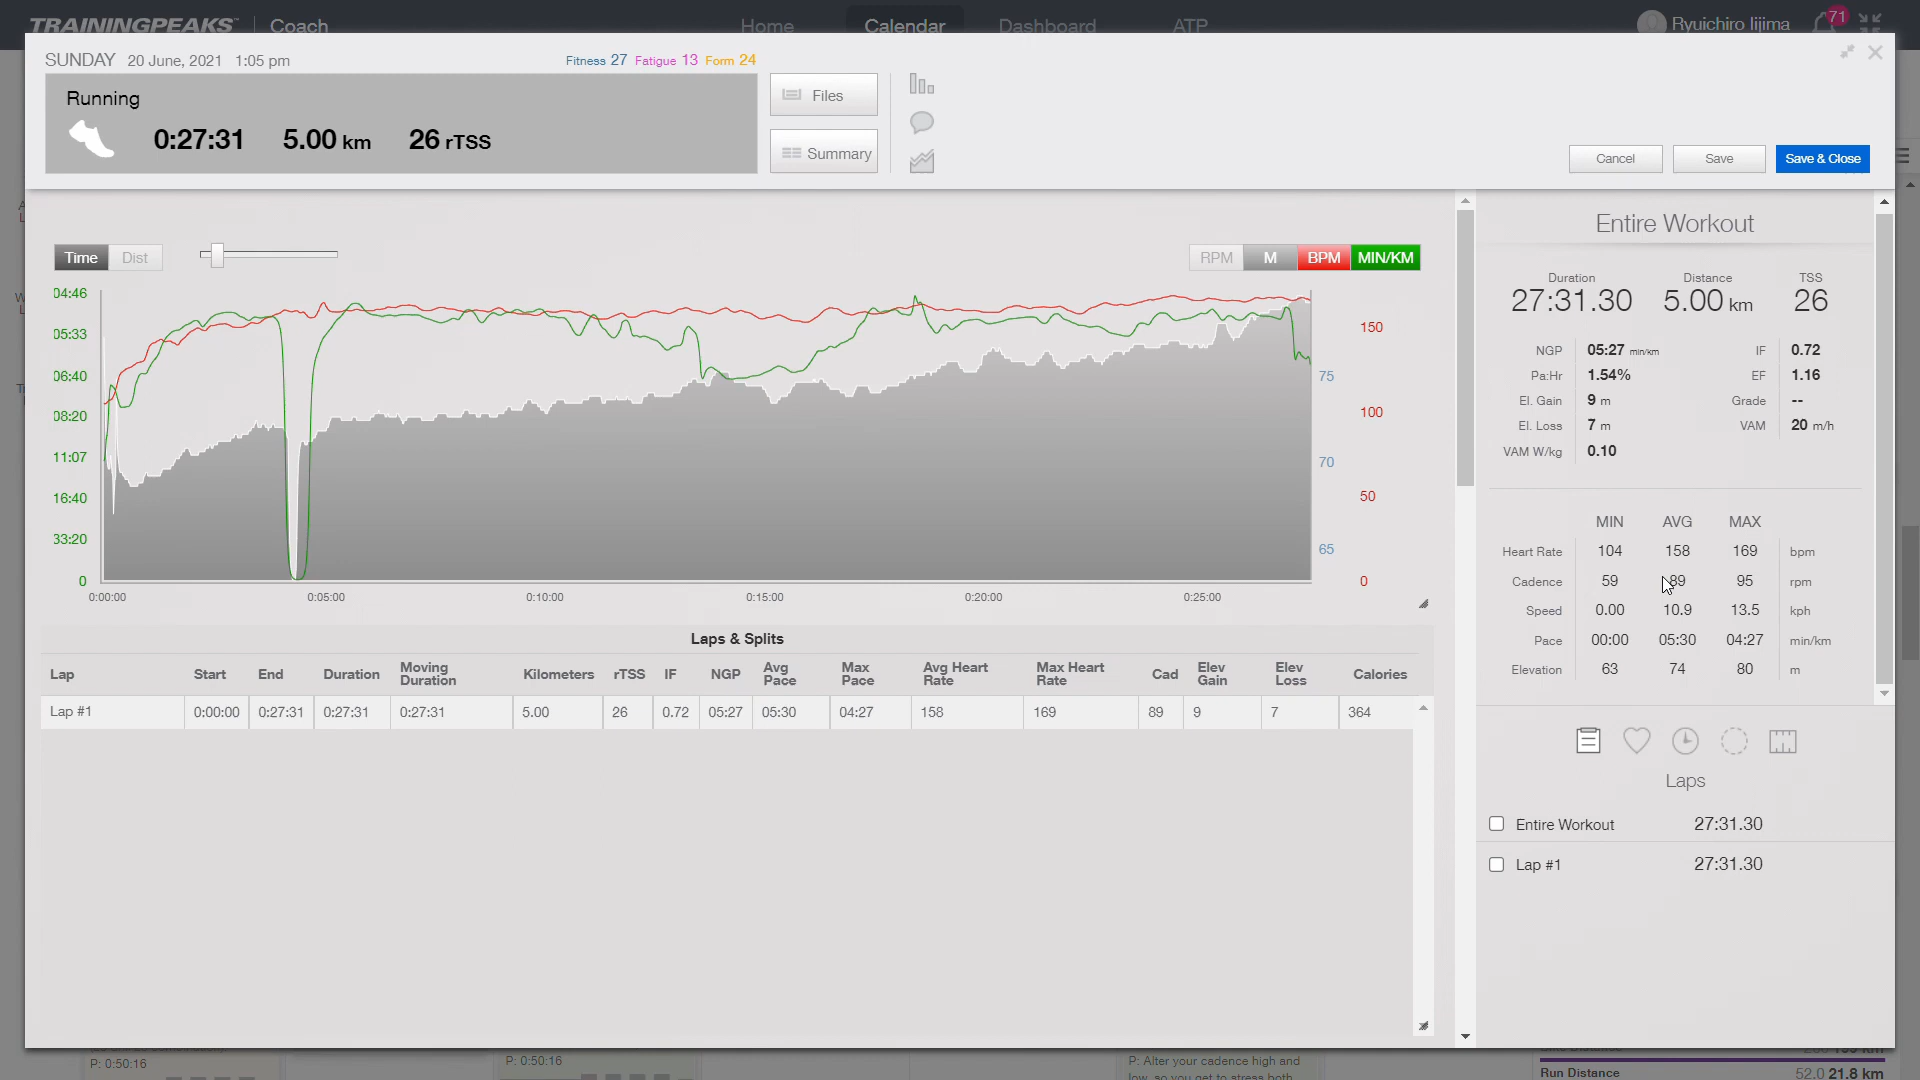 TRAININGPEAKS™ Coach Home Calendar Dashboard ATP Ryuichiro Iijima 71
SUNDAY 20 June, 2021 1:05 pm Fitness 27 Fatigue 13 Form 24
Running
0:27:31 5.00 km 26 rTSS
Files
Summary
Cancel Save Save & Close
Time Dist RPM M BPM MIN/KM
04:46
05:33
06:40
08:20
11:07
16:40
33:20
0
75
70
65
150
100
50
0
0:00:00 0:05:00 0:10:00 0:15:00 0:20:00 0:25:00
Laps & Splits
Lap Start End Duration Moving Duration Kilometers rTSS IF NGP Avg Pace Max Pace Avg Heart Rate Max Heart Rate Cad Elev Gain Elev Loss Calories
Lap #1 0:00:00 0:27:31 0:27:31 0:27:31 5.00 26 0.72 05:27 05:30 04:27 158 169 89 9 7 364
Entire Workout
Duration Distance TSS
27:31.30 5.00 km 26
NGP 05:27 min/km IF 0.72
Pa:Hr 1.54% EF 1.16
El. Gain 9 m Grade --
El. Loss 7 m VAM 20 m/h
VAM W/kg 0.10
MIN AVG MAX
Heart Rate 104 158 169 bpm
Cadence 59 89 95 rpm
Speed 0.00 10.9 13.5 kph
Pace 00:00 05:30 04:27 min/km
Elevation 63 74 80 m
Laps
Entire Workout 27:31.30
Lap #1 27:31.30
P: 0:50:16 P: 0:50:16 P: Alter your cadence high and
low, so you get to stress both
Run Distance 52.0 21.8 km